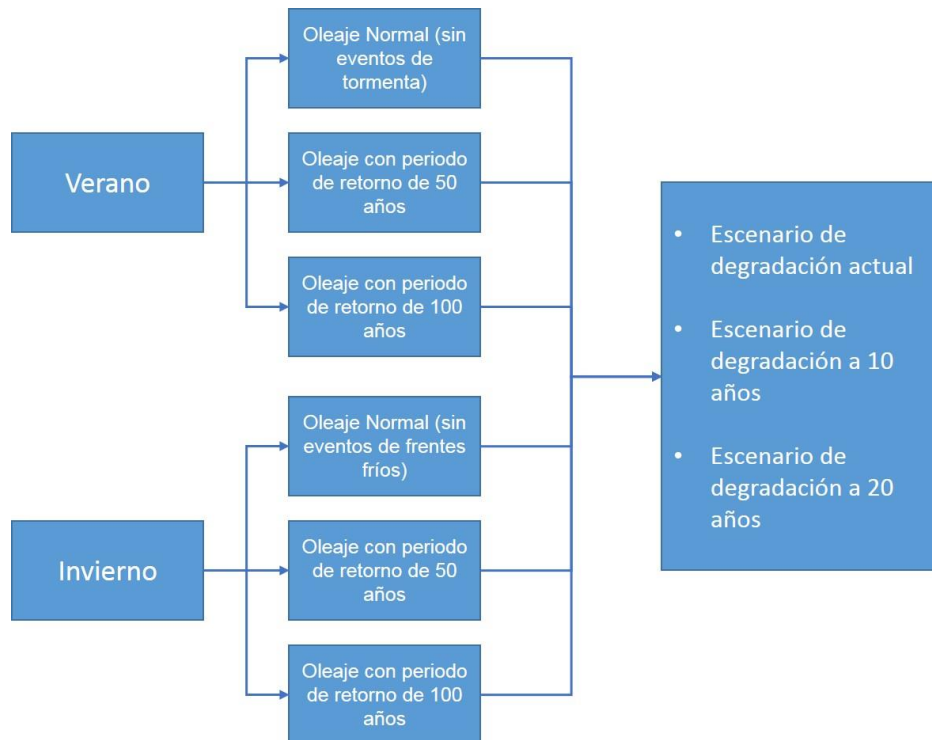 Verano
Oleaje Normal (sin
eventos de
tormenta)
Oleaje con periodo
de retorno de 50
años
Oleaje con periodo
de retorno de 100
años
Invierno
Oleaje Normal (sin
eventos de frentes
fríos)
Oleaje con periodo
de retorno de 50
años
Oleaje con periodo
de retorno de 100
años
• Escenario de
degradación actual
• Escenario de
degradación a 10
años
• Escenario de
degradación a 20
años